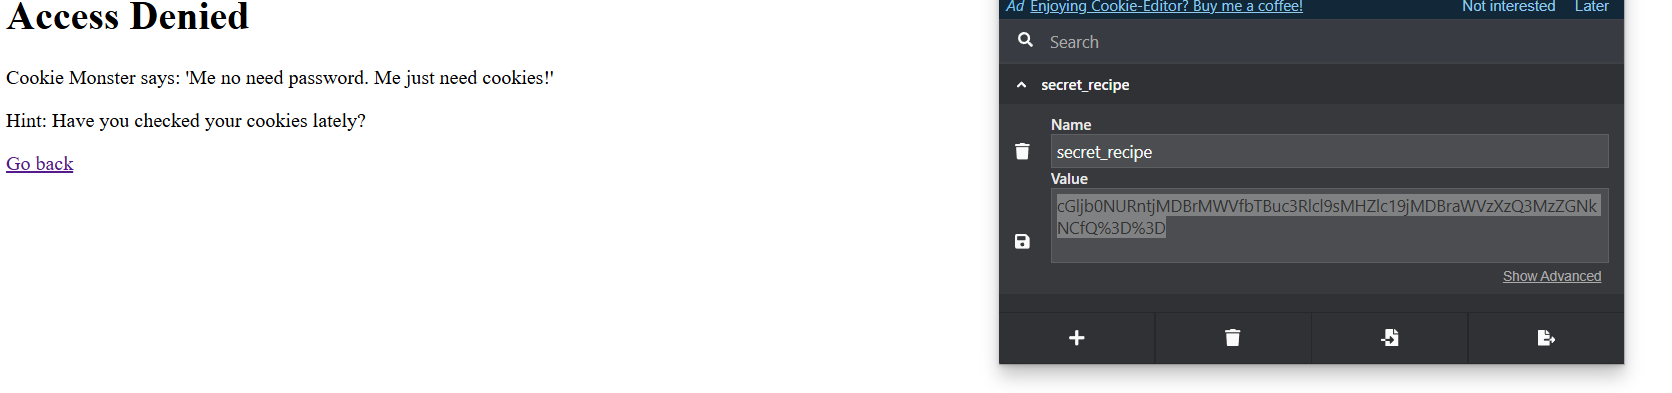 Access Denied
Cookie Monster says: 'Me no need password. Me just need cookies!'
Hint: Have you checked your cookies lately?
Go back
Ad Enjoying Cookie-Editor? Buy me a coffee! Not interested Later
Search
secret_recipe
Name
secret_recipe
Value
cGljb0NURntjMDBrMWVfbTBuc3Rlcl9sMHZlc19jMDBraWVzXzQ3MzZGNk
NCfQ%3D%3D
Show Advanced